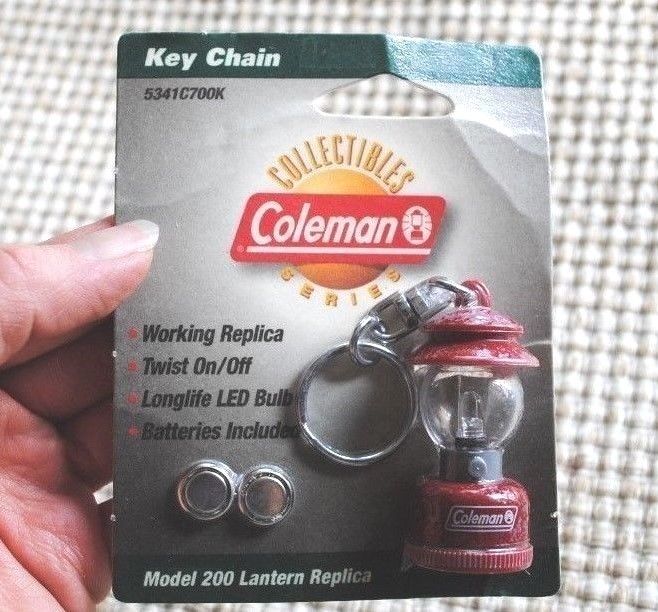 Key Chain
5341C700K
COLLECTIBLES
Coleman
SERIES
• Working Replica
• Twist On/Off
• Longlife LED Bulb
• Batteries Included
Coleman
Model 200 Lantern Replica